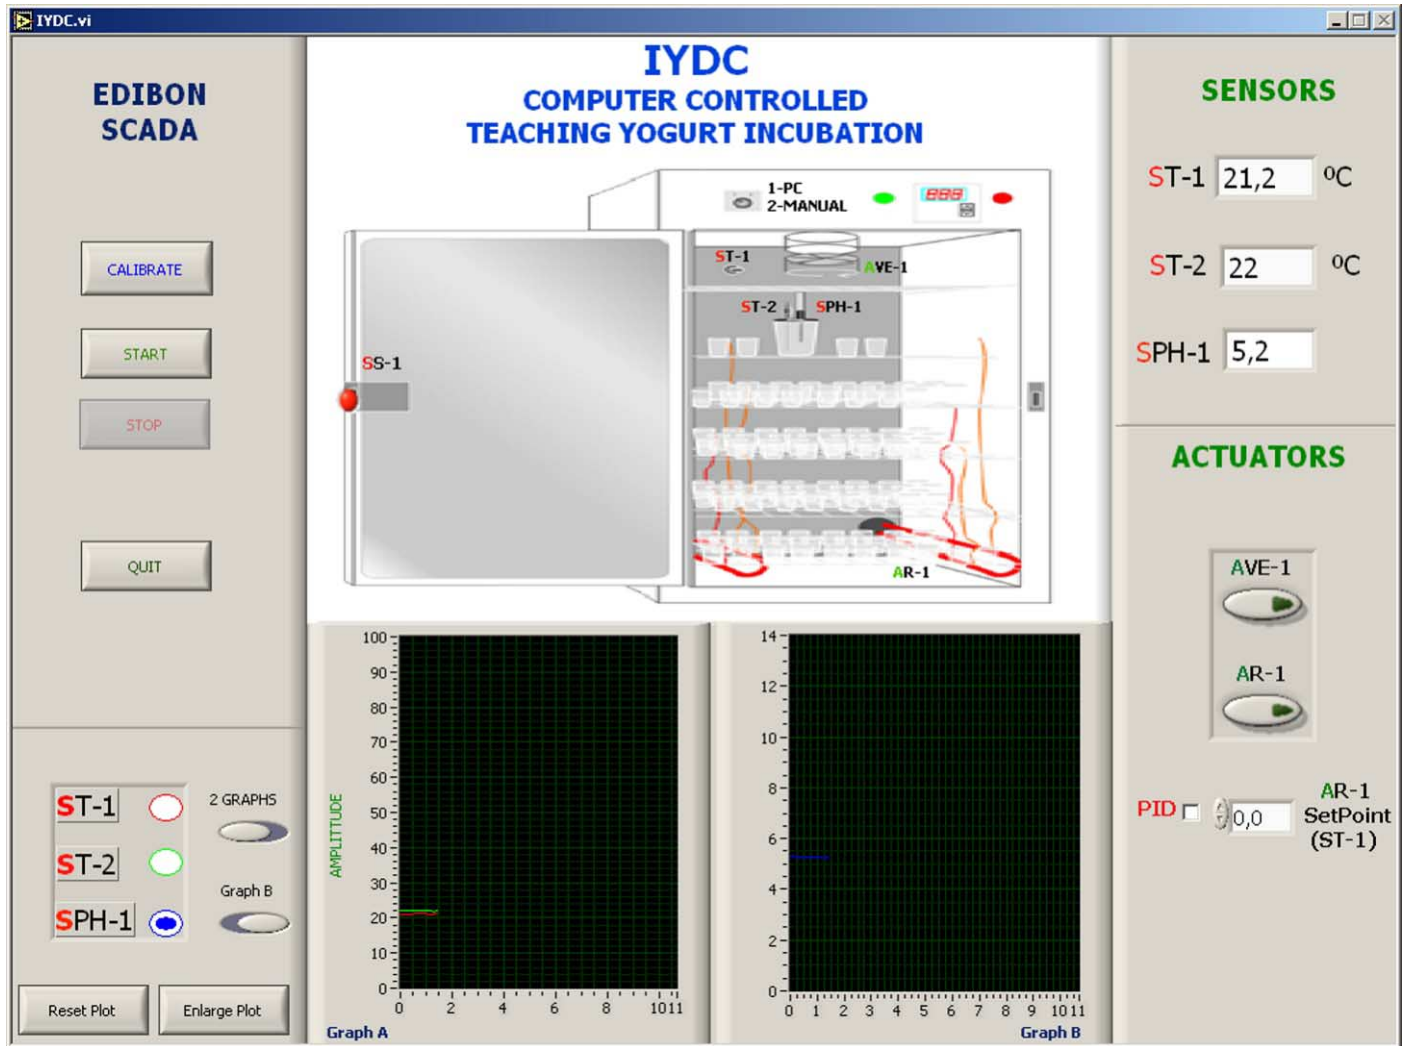 IYDC.vi
EDIBON
SCADA
CALIBRATE
START
STOP
QUIT
ST-1
ST-2
SPH-1
2 GRAPHS
Graph B
Reset Plot
Enlarge Plot
IYDC
COMPUTER CONTROLLED
TEACHING YOGURT INCUBATION
1-PC
2-MANUAL
888
ST-1
AVE-1
ST-2
SPH-1
SS-1
AR-1
AMPLITTUDE
100
90
80
70
60
50
40
30
20
10
0
0 2 4 6 8 10 11
Graph A
14
12
10
8
6
4
2
0
0 1 2 3 4 5 6 7 8 9 10 11
Graph B
SENSORS
ST-1 21,2 ºC
ST-2 22 ºC
SPH-1 5,2
ACTUATORS
AVE-1
AR-1
PID 0,0
AR-1
SetPoint
(ST-1)